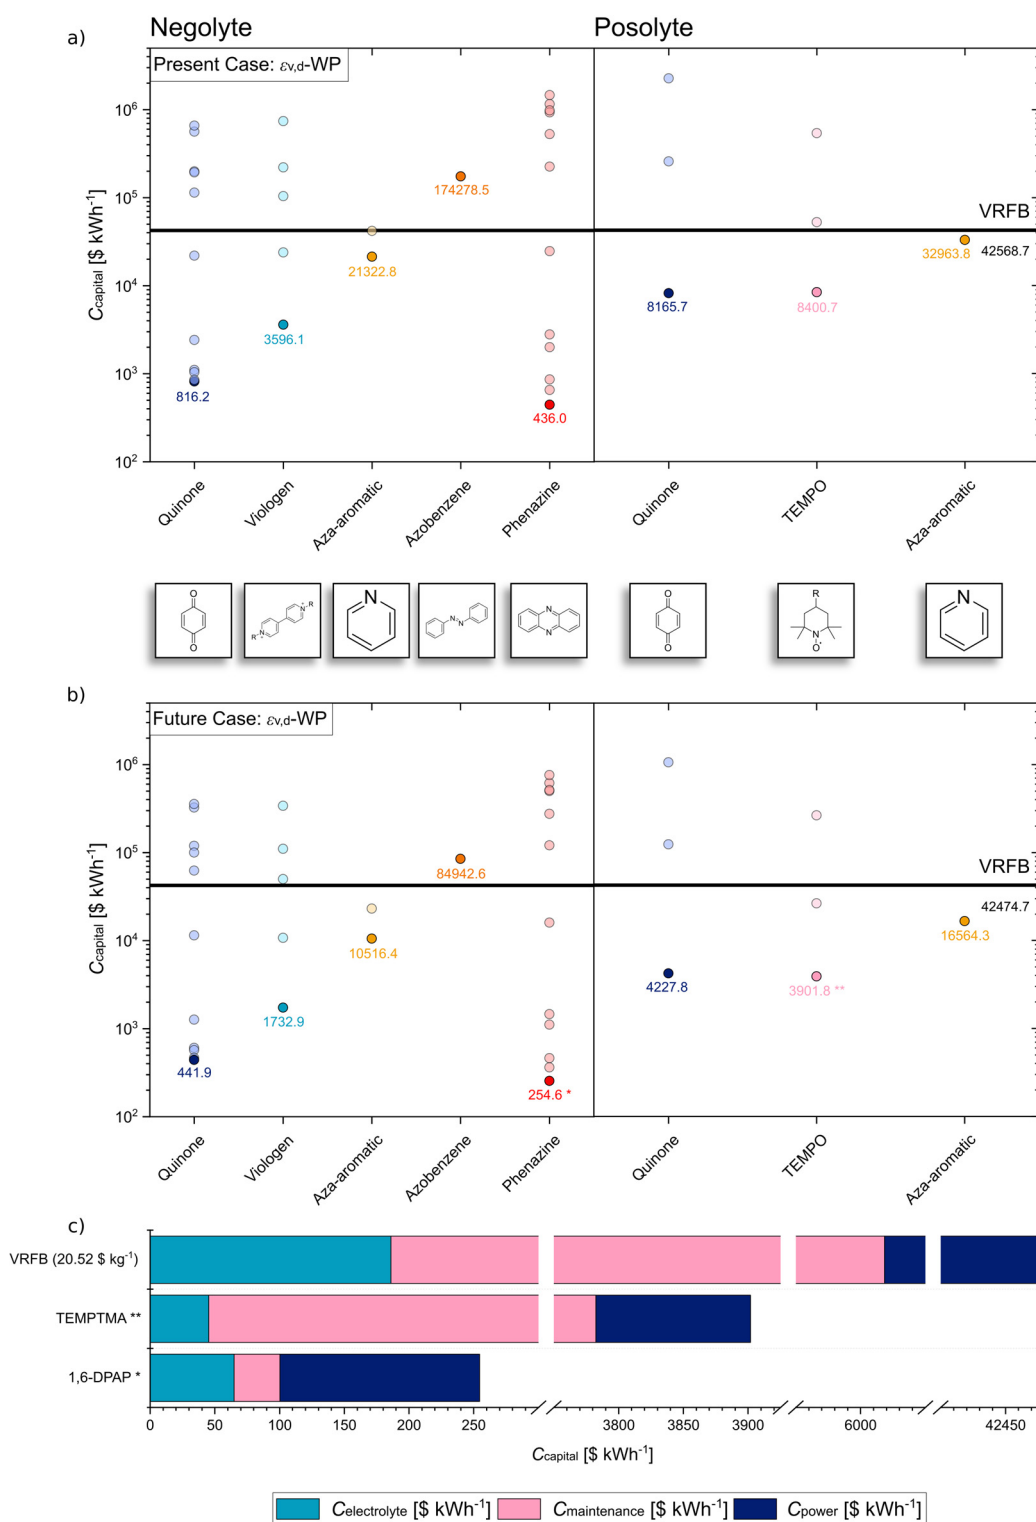 Negolyte Posolyte
a)
Present Case: εv,d-WP
Ccapital [$ kWh⁻¹]
10⁶
10⁵
10⁴
10³
10²
174278.5
VRFB
42568.7
21322.8
32963.8
3596.1
8165.7
8400.7
816.2
436.0
Quinone Viologen Aza-aromatic Azobenzene Phenazine Quinone TEMPO Aza-aromatic
O O N⁺-R R-N⁺ N N=N N N O O R N O• N
b)
Future Case: εv,d-WP
Ccapital [$ kWh⁻¹]
10⁶
10⁵
10⁴
10³
10²
84942.6
VRFB
42474.7
10516.4
16564.3
1732.9
4227.8
3901.8 **
441.9
254.6 *
Quinone Viologen Aza-aromatic Azobenzene Phenazine Quinone TEMPO Aza-aromatic
c)
VRFB (20.52 $ kg⁻¹)
TEMPTMA **
1,6-DPAP *
0 50 100 150 200 250 3800 3850 3900 6000 42450
Ccapital [$ kWh⁻¹]
Celectrolyte [$ kWh⁻¹] Cmaintenance [$ kWh⁻¹] Cpower [$ kWh⁻¹]